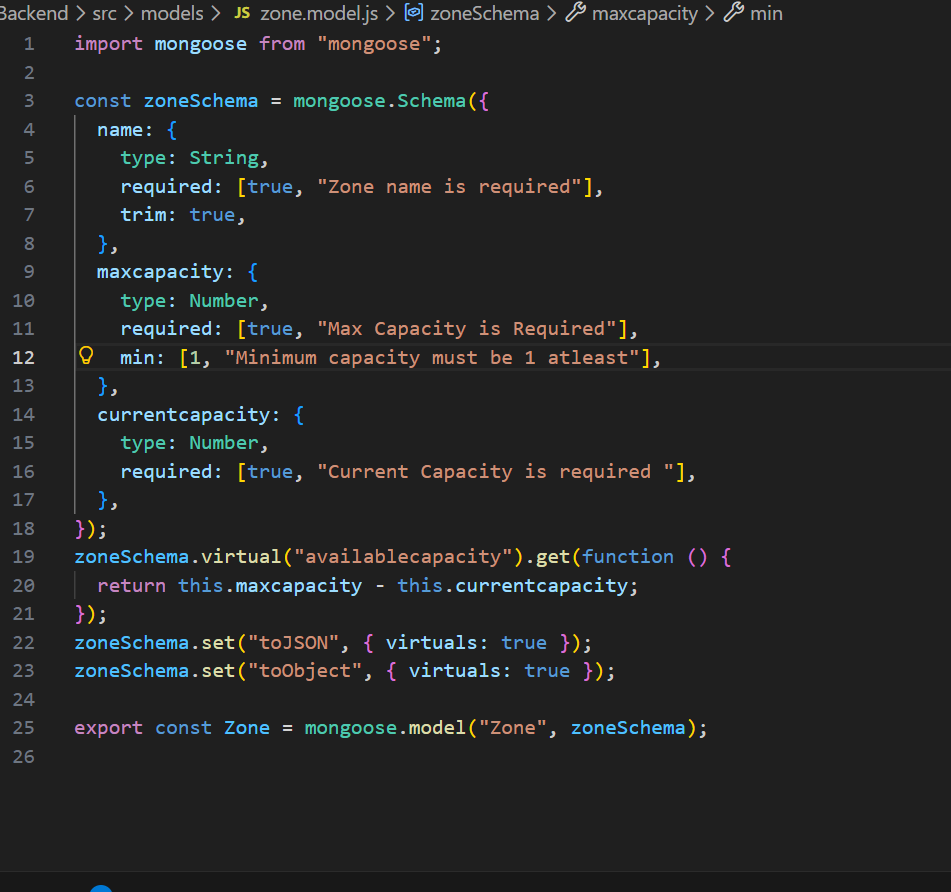 Backend > src > models > JS zone.model.js > zoneSchema > maxcapacity > min
1 import mongoose from "mongoose";
2
3 const zoneSchema = mongoose.Schema({
4 name: {
5 type: String,
6 required: [true, "Zone name is required"],
7 trim: true,
8 },
9 maxcapacity: {
10 type: Number,
11 required: [true, "Max Capacity is Required"],
12 min: [1, "Minimum capacity must be 1 atleast"],
13 },
14 currentcapacity: {
15 type: Number,
16 required: [true, "Current Capacity is required "],
17 },
18 });
19 zoneSchema.virtual("availablecapacity").get(function () {
20 return this.maxcapacity - this.currentcapacity;
21 });
22 zoneSchema.set("toJSON", { virtuals: true });
23 zoneSchema.set("toObject", { virtuals: true });
24
25 export const Zone = mongoose.model("Zone", zoneSchema);
26